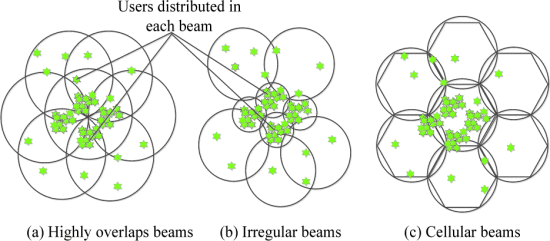 Users distributed in
each beam
(a) Highly overlaps beams
(b) Irregular beams
(c) Cellular beams